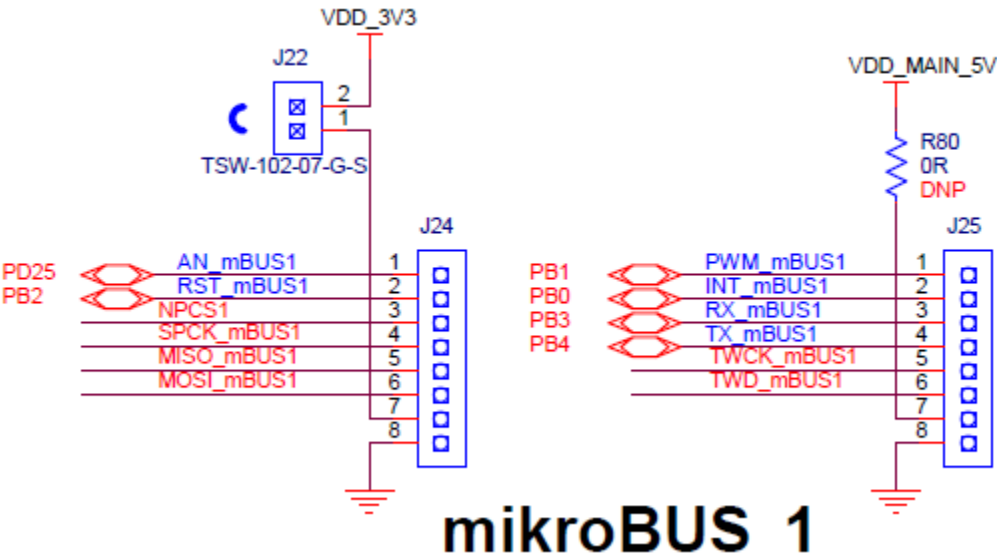 VDD_3V3
J22
2
1
TSW-102-07-G-S
VDD_MAIN_5V
R80
0R
DNP
J24
PD25 AN_mBUS1 1
PB2 RST_mBUS1 2
NPCS1 3
SPCK_mBUS1 4
MISO_mBUS1 5
MOSI_mBUS1 6
7
8
J25
PB1 PWM_mBUS1 1
PB0 INT_mBUS1 2
PB3 RX_mBUS1 3
PB4 TX_mBUS1 4
TWCK_mBUS1 5
TWD_mBUS1 6
7
8
mikroBUS 1